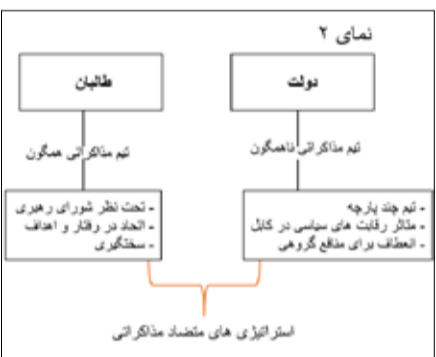 نمای ۲
دولت
طالبان
تیم مذاکراتی ناهمگون
تیم مذاکراتی همگون
- تیم چند پارچه
- متاثر رقابت های سیاسی در کابل
- انعطاف برای منافع گروهی
- تحت نظر شورای رهبری
- اتحاد در رفتار و اهداف
- سختگیری
استراتیژی های متضاد مذاکراتی